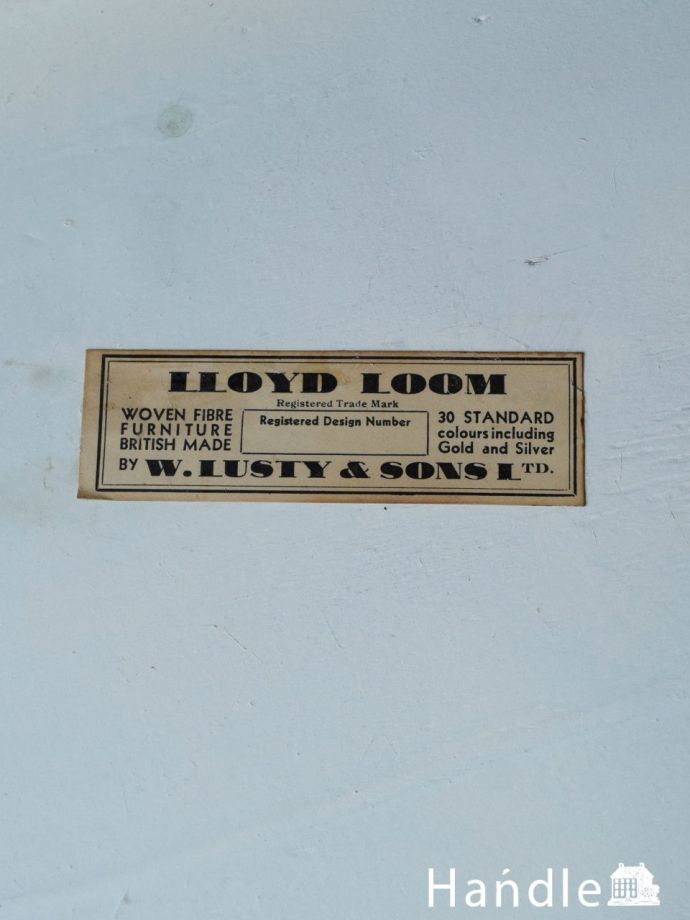 LLOYD LOOM
Registered Trade Mark
WOVEN FIBRE
FURNITURE
BRITISH MADE
Registered Design Number
30 STANDARD
colours including
Gold and Silver
BY W. LUSTY & SONS LTD.
Handle